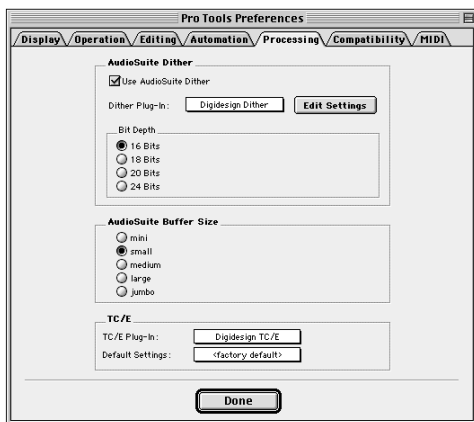 Pro Tools Preferences
Display Operation Editing Automation Processing Compatibility MIDI
AudioSuite Dither
Use AudioSuite Dither
Dither Plug-In: Digidesign Dither Edit Settings
Bit Depth
16 Bits
18 Bits
20 Bits
24 Bits
AudioSuite Buffer Size
mini
small
medium
large
jumbo
TC/E
TC/E Plug-In: Digidesign TC/E
Default Settings: <factory default>
Done